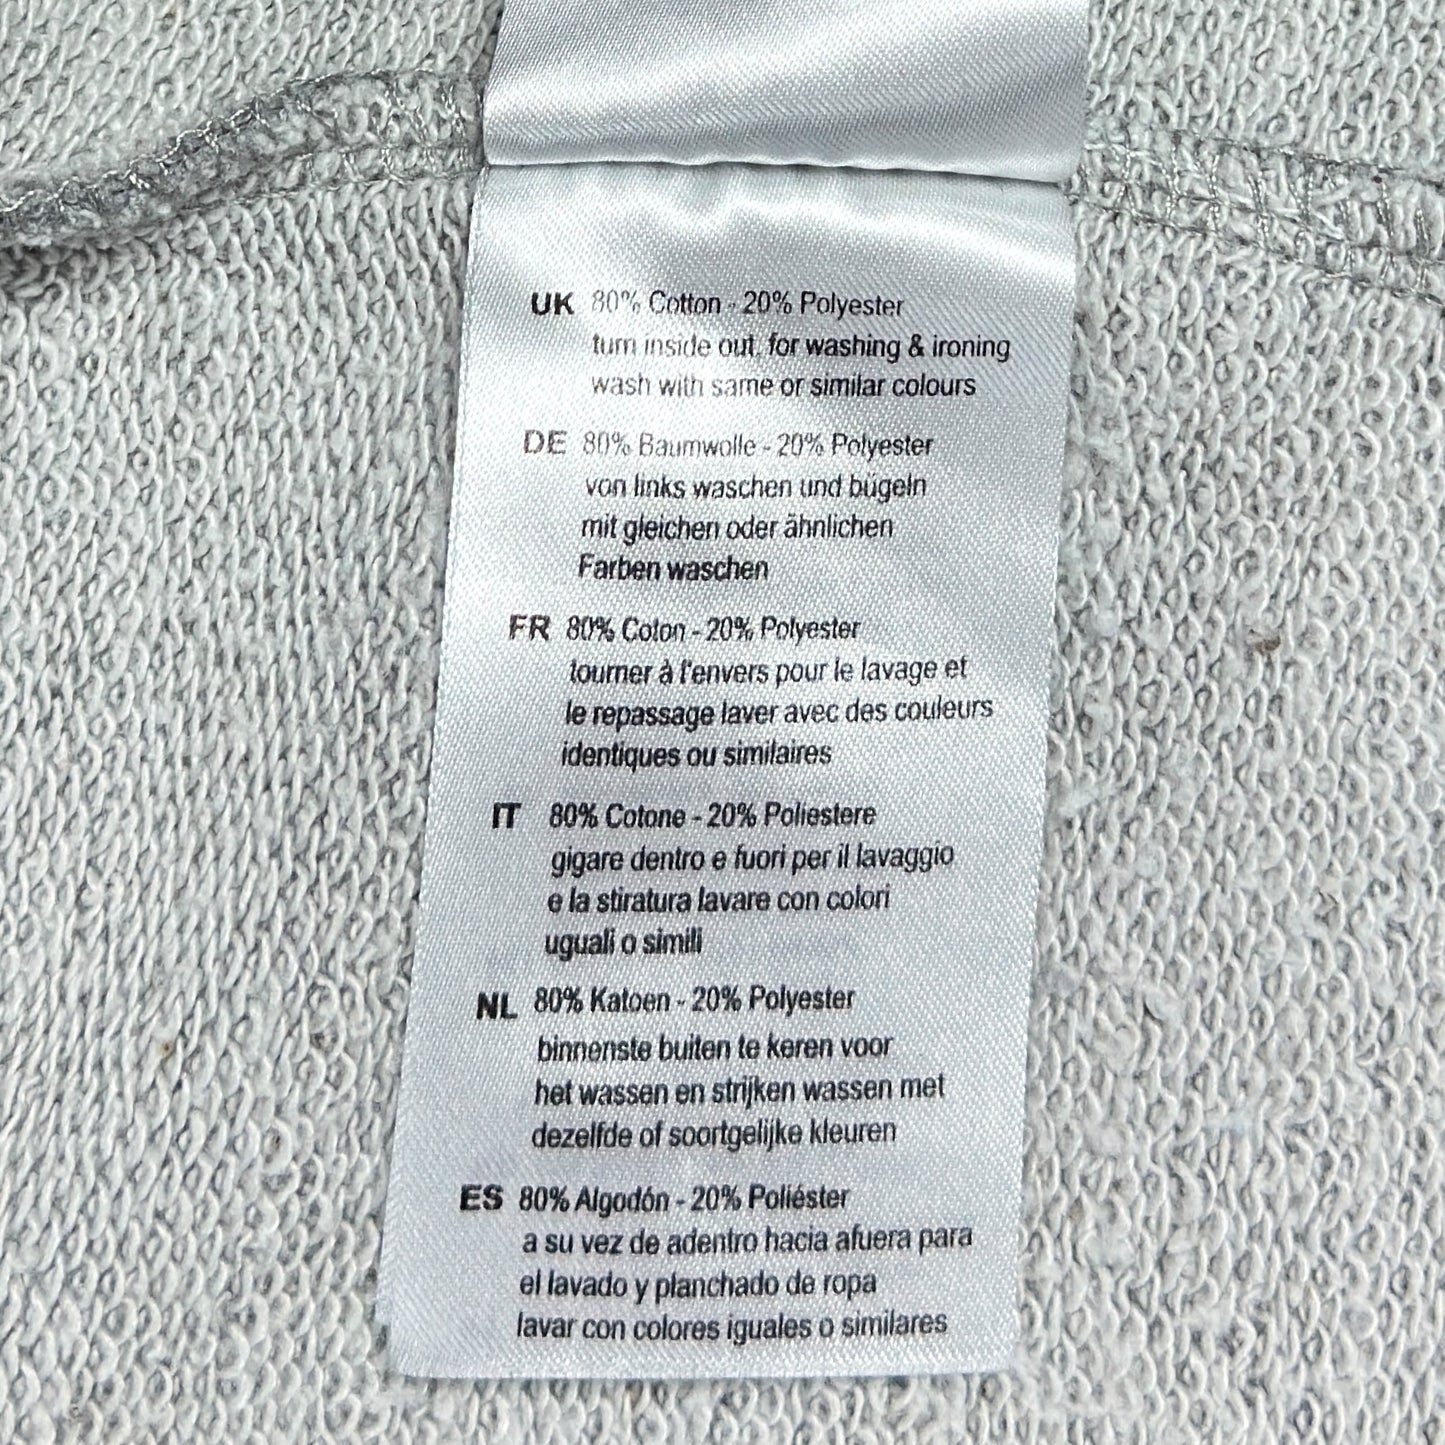 UK 80% Cotton - 20% Polyester
turn inside out, for washing & ironing
wash with same or similar colours
DE 80% Baumwolle - 20% Polyester
von links waschen und bügeln
mit gleichen oder ähnlichen
Farben waschen
FR 80% Coton - 20% Polyester
tourner à l'envers pour le lavage et
le repassage laver avec des couleurs
identiques ou similaires
IT 80% Cotone - 20% Poliestere
gigare dentro e fuori per il lavaggio
e la stiratura lavare con colori
uguali o simili
NL 80% Katoen - 20% Polyester
binnenste buiten te keren voor
het wassen en strijken wassen met
dezelfde of soortgelijke kleuren
ES 80% Algodón - 20% Poliéster
a su vez de adentro hacia afuera para
el lavado y planchado de ropa
lavar con colores iguales o similares